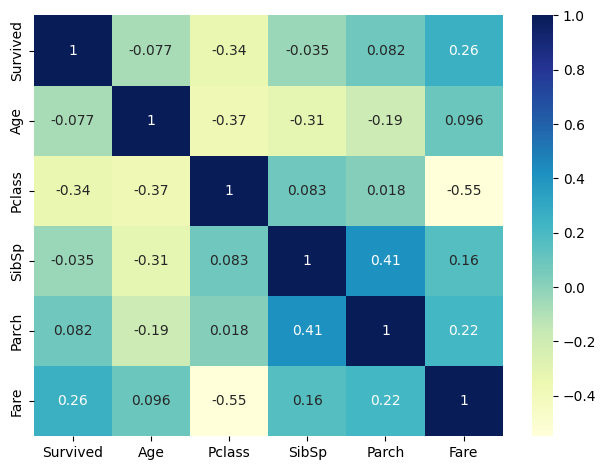 Survived 1 -0.077 -0.34 -0.035 0.082 0.26
Age -0.077 1 -0.37 -0.31 -0.19 0.096
Pclass -0.34 -0.37 1 0.083 0.018 -0.55
SibSp -0.035 -0.31 0.083 1 0.41 0.16
Parch 0.082 -0.19 0.018 0.41 1 0.22
Fare 0.26 0.096 -0.55 0.16 0.22 1
Survived Age Pclass SibSp Parch Fare
1.0
0.8
0.6
0.4
0.2
0.0
−0.2
−0.4